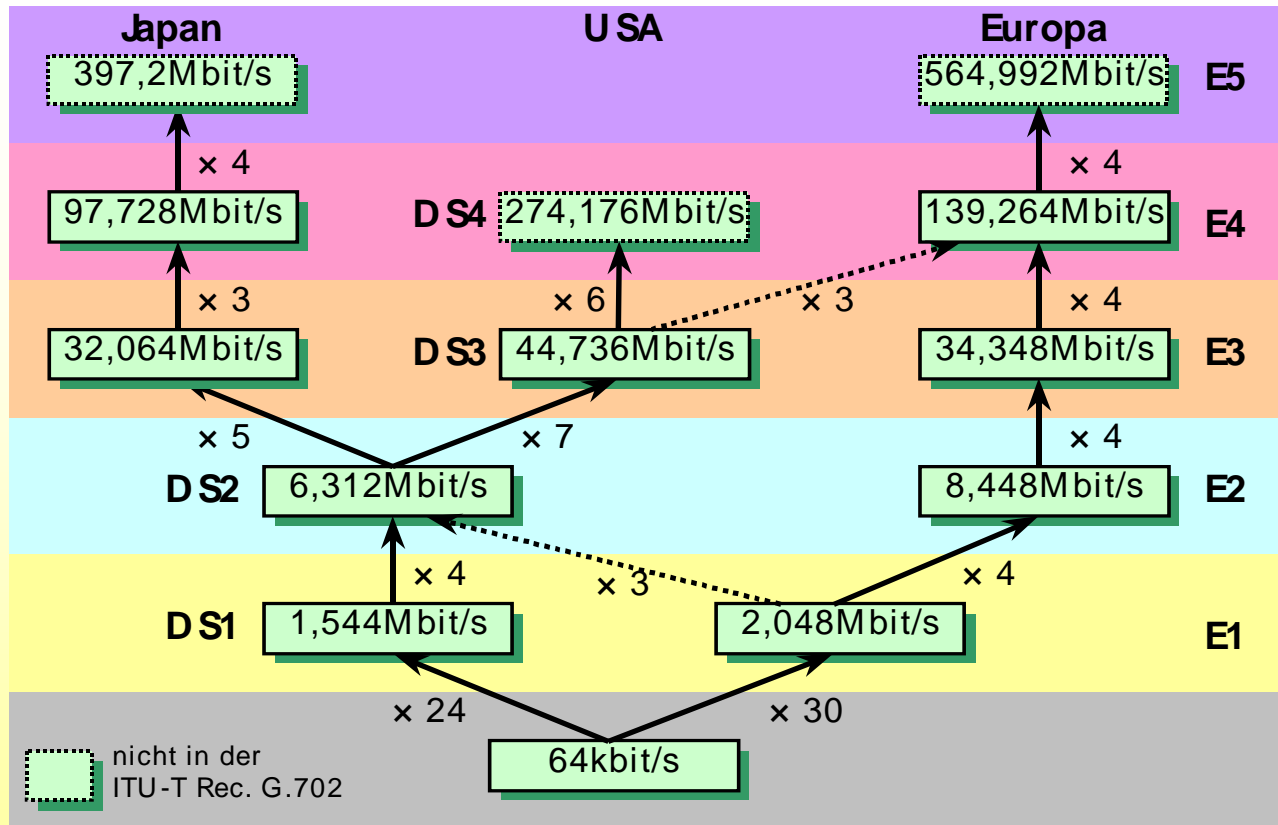 Japan USA Europa
397,2Mbit/s 564,992Mbit/s E5
× 4 × 4
97,728Mbit/s DS4 274,176Mbit/s 139,264Mbit/s E4
× 3 × 6 × 3 × 4
32,064Mbit/s DS3 44,736Mbit/s 34,348Mbit/s E3
× 5 × 7 × 4
DS2 6,312Mbit/s 8,448Mbit/s E2
× 4 × 3 × 4
DS1 1,544Mbit/s 2,048Mbit/s E1
× 24 × 30
64kbit/s
nicht in der
ITU-T Rec. G.702